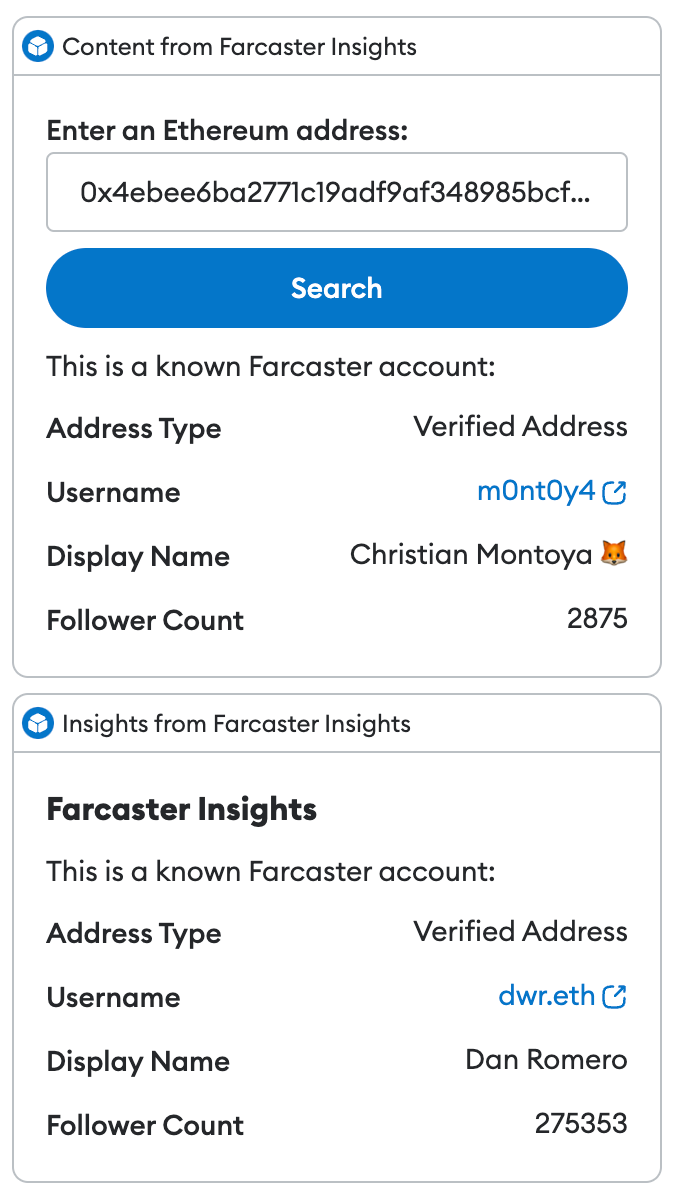 Content from Farcaster Insights
Enter an Ethereum address:
0x4ebee6ba2771c19adf9af348985bcf...
Search
This is a known Farcaster account:
Address Type Verified Address
Username m0nt0y4
Display Name Christian Montoya 🦊
Follower Count 2875
Insights from Farcaster Insights
Farcaster Insights
This is a known Farcaster account:
Address Type Verified Address
Username dwr.eth
Display Name Dan Romero
Follower Count 275353